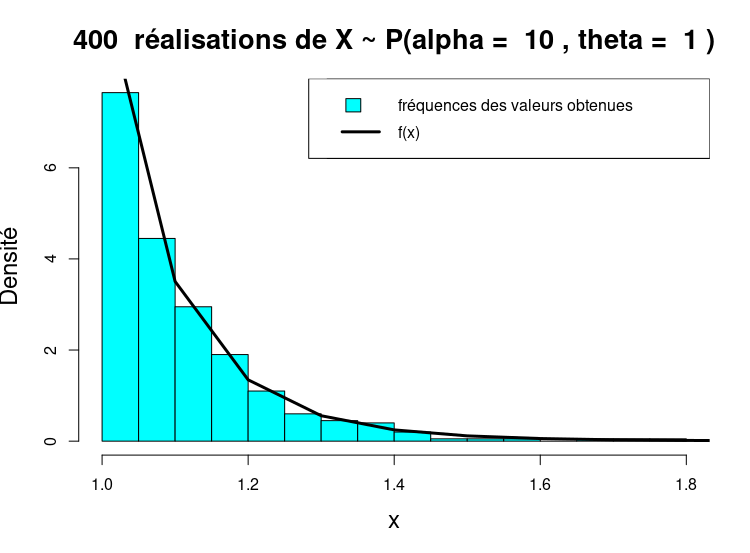 400  réalisations de X ~ P(alpha =  10 , theta =  1 )
fréquences des valeurs obtenues
f(x)
Densité
6
4
2
0
1.0 1.2 1.4 1.6 1.8
x